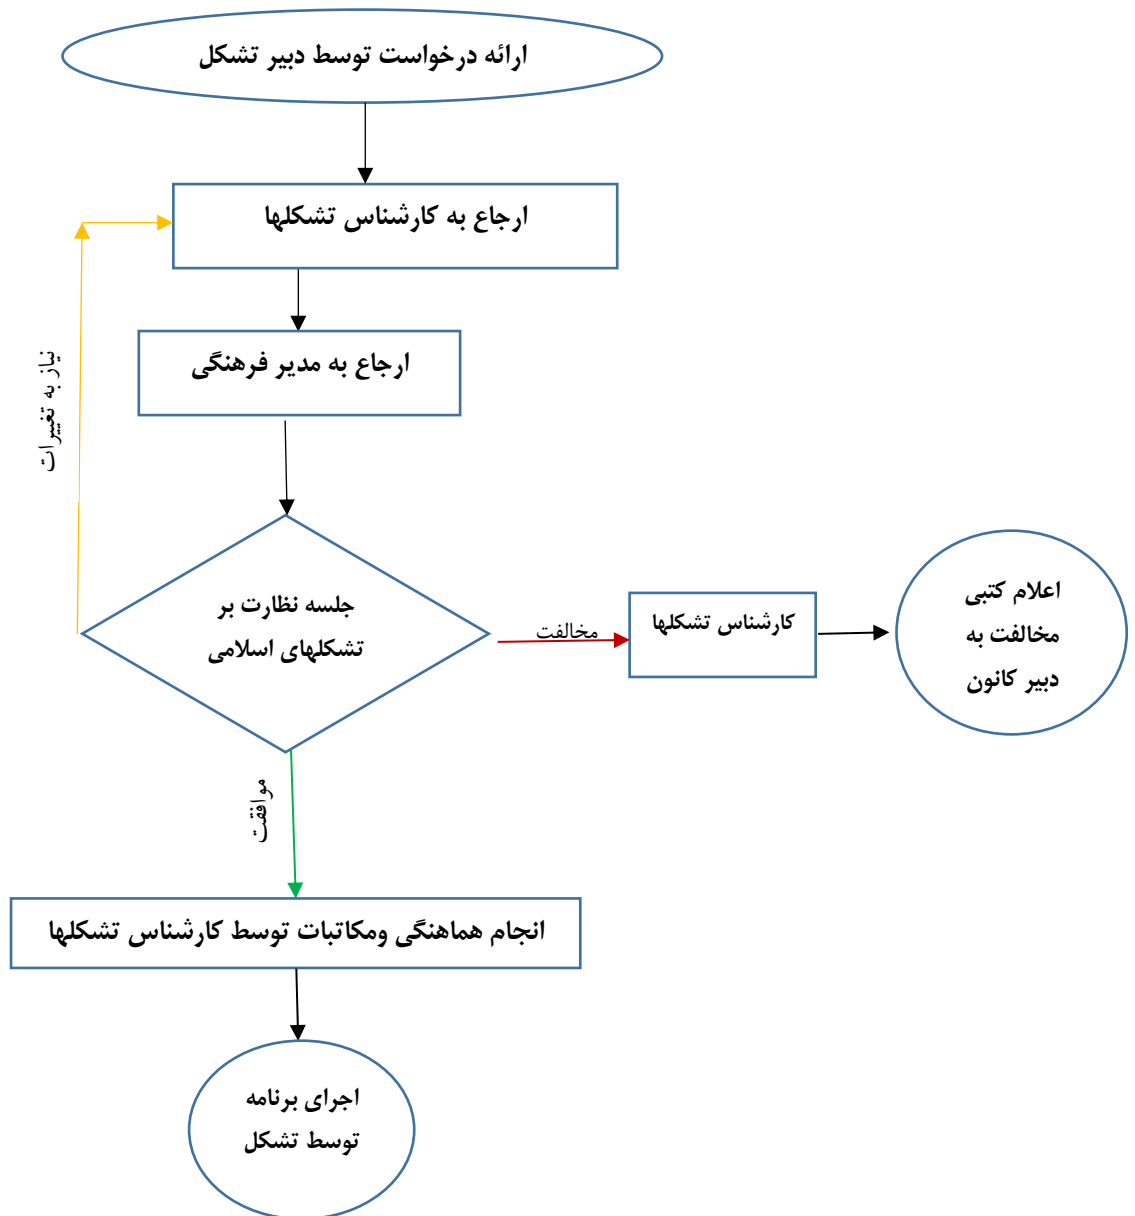 ارائه درخواست توسط دبیر تشکل
ارجاع به کارشناس تشکلها
ارجاع به مدیر فرهنگی
نیاز به تغییرات
جلسه نظارت بر
تشکلهای اسلامی
مخالفت
کارشناس تشکلها
اعلام کتبی
مخالفت به
دبیر کانون
موافقت
انجام هماهنگی ومکاتبات توسط کارشناس تشکلها
اجرای برنامه
توسط تشکل